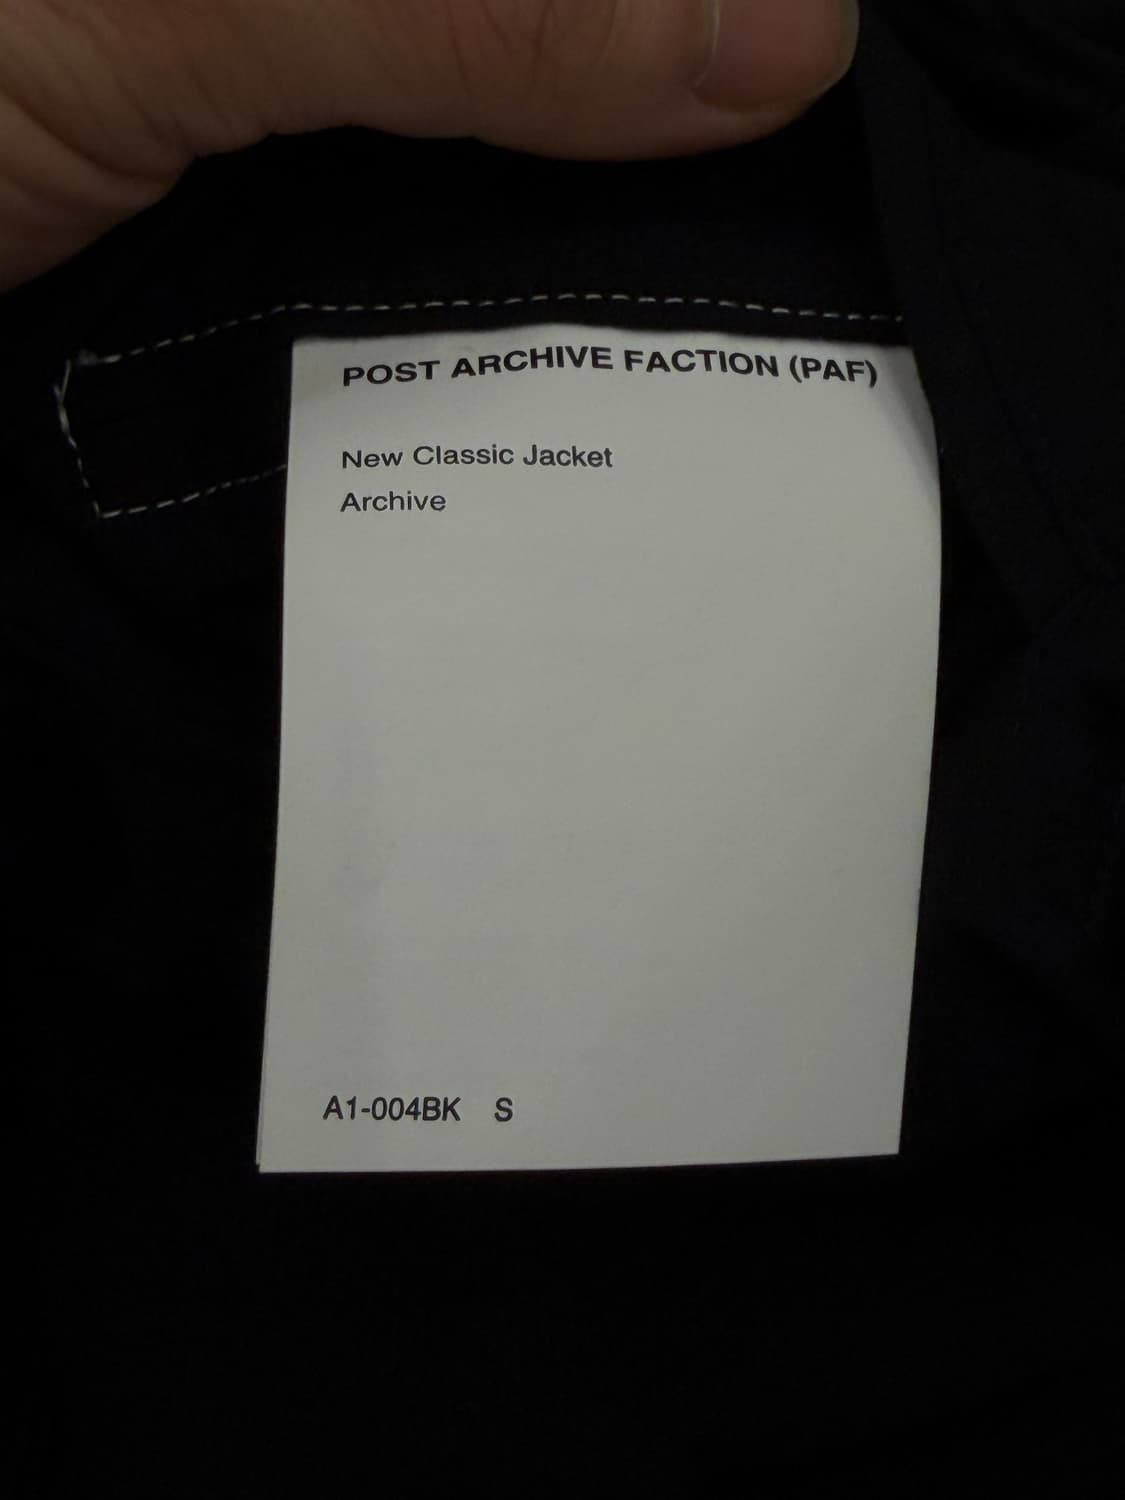 POST ARCHIVE FACTION (PAF)
New Classic Jacket
Archive
A1-004BK S